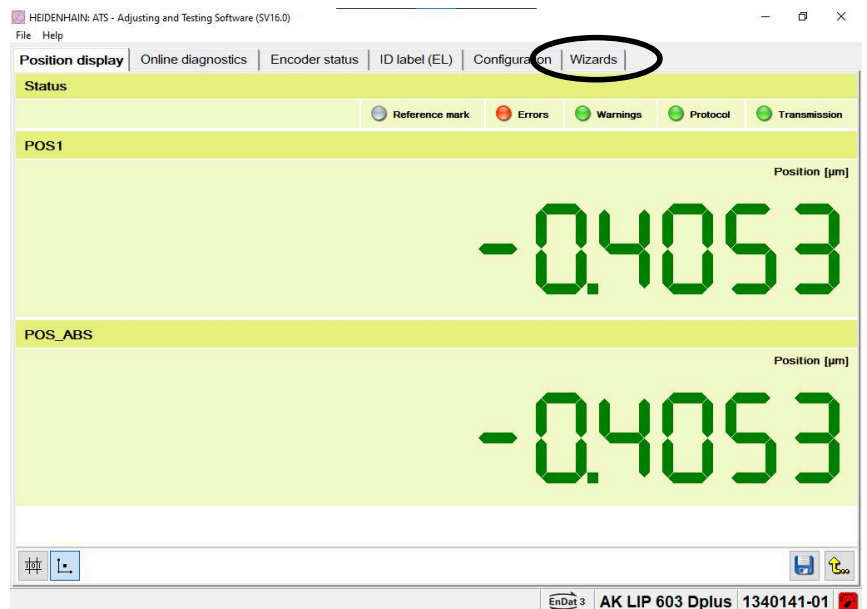 HEIDENHAIN: ATS - Adjusting and Testing Software (SV16.0)
File Help
Position display Online diagnostics Encoder status ID label (EL) Configuration Wizards
Status
Reference mark Errors Warnings Protocol Transmission
POS1
Position [µm]
-0.4053
POS_ABS
Position [µm]
-0.4053
EnDat 3 AK LIP 603 Dplus 1340141-01